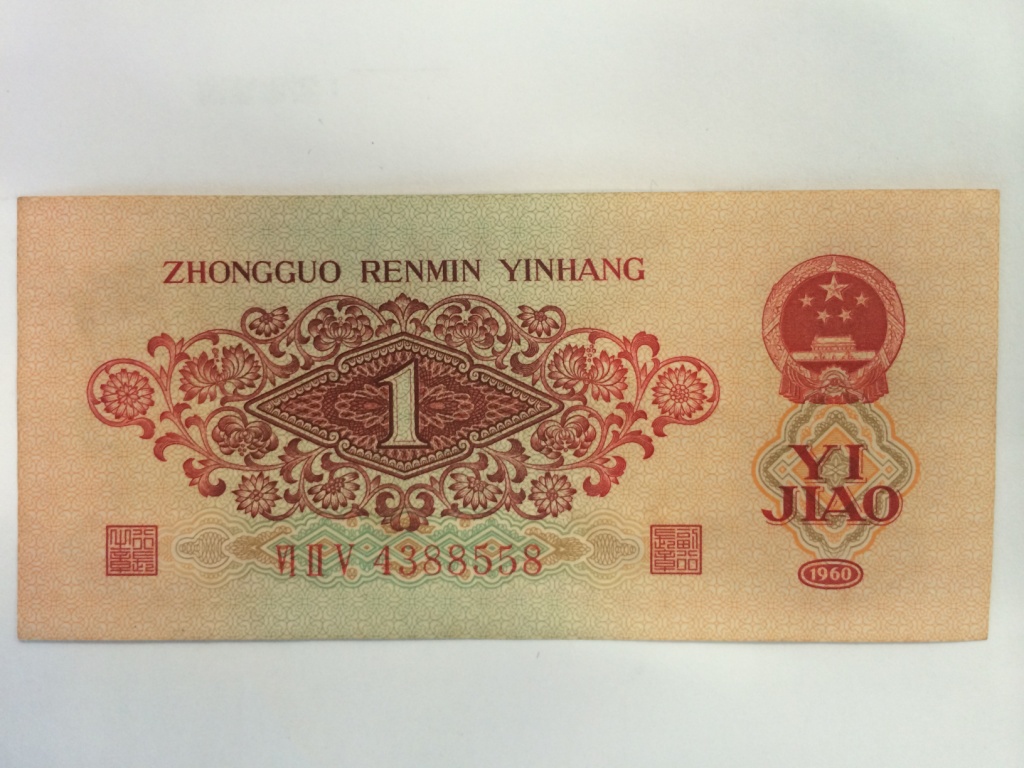 ZHONGGUO RENMIN YINHANG
1
YI
JIAO
VI II V 4388558
1960